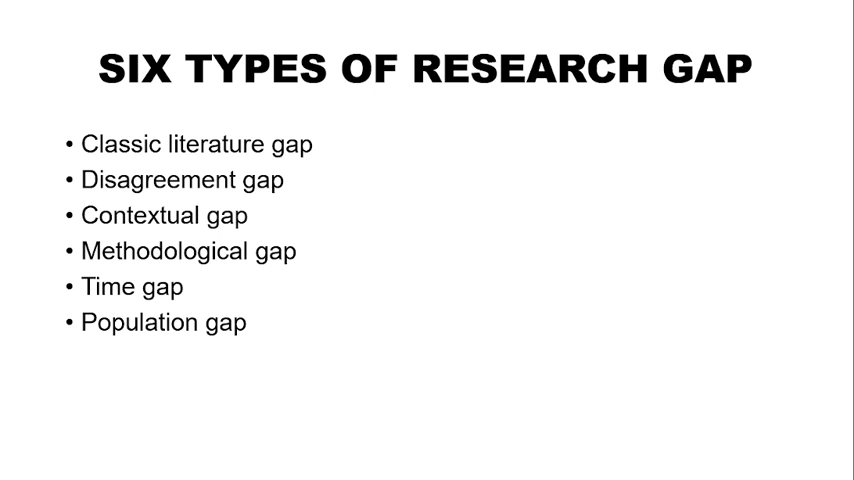 SIX TYPES OF RESEARCH GAP
• Classic literature gap
• Disagreement gap
• Contextual gap
• Methodological gap
• Time gap
• Population gap